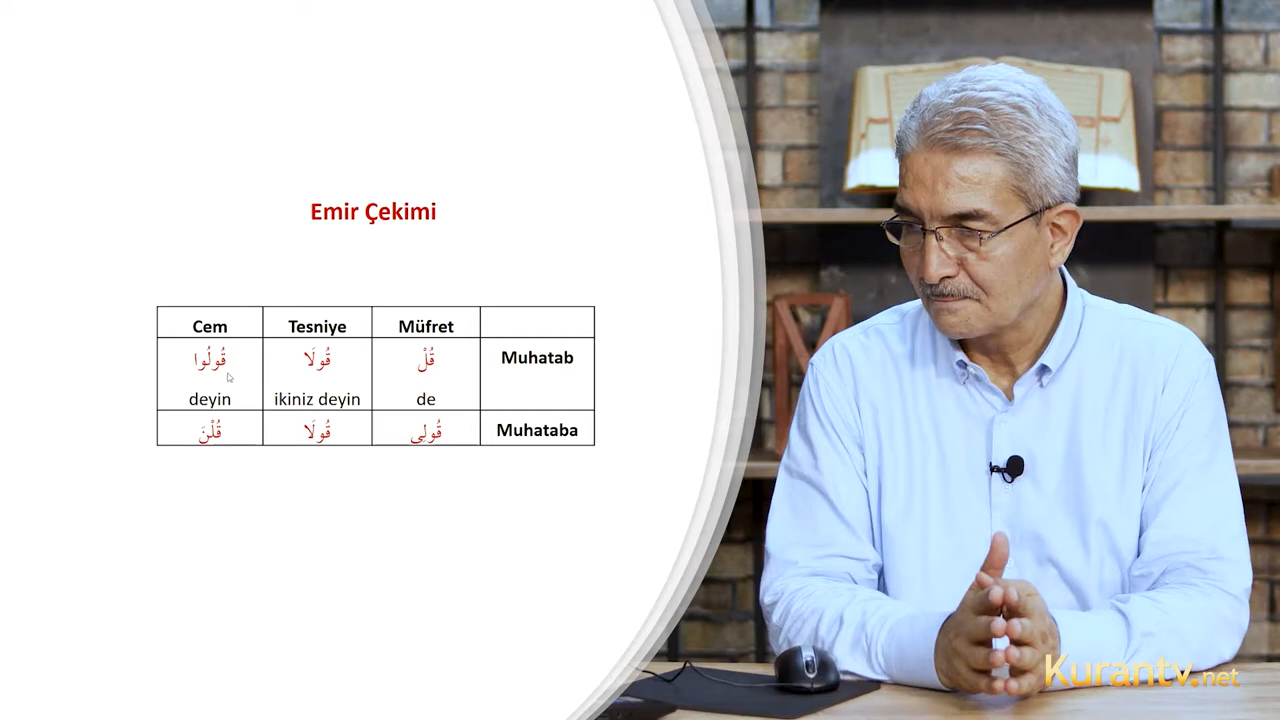 Emir Çekimi
Cem Tesniye Müfret
قُولُوا قُولَا قُلْ Muhatab
deyin ikiniz deyin de
قُلْنَ قُولَا قُولِى Muhataba
Kurantv.net